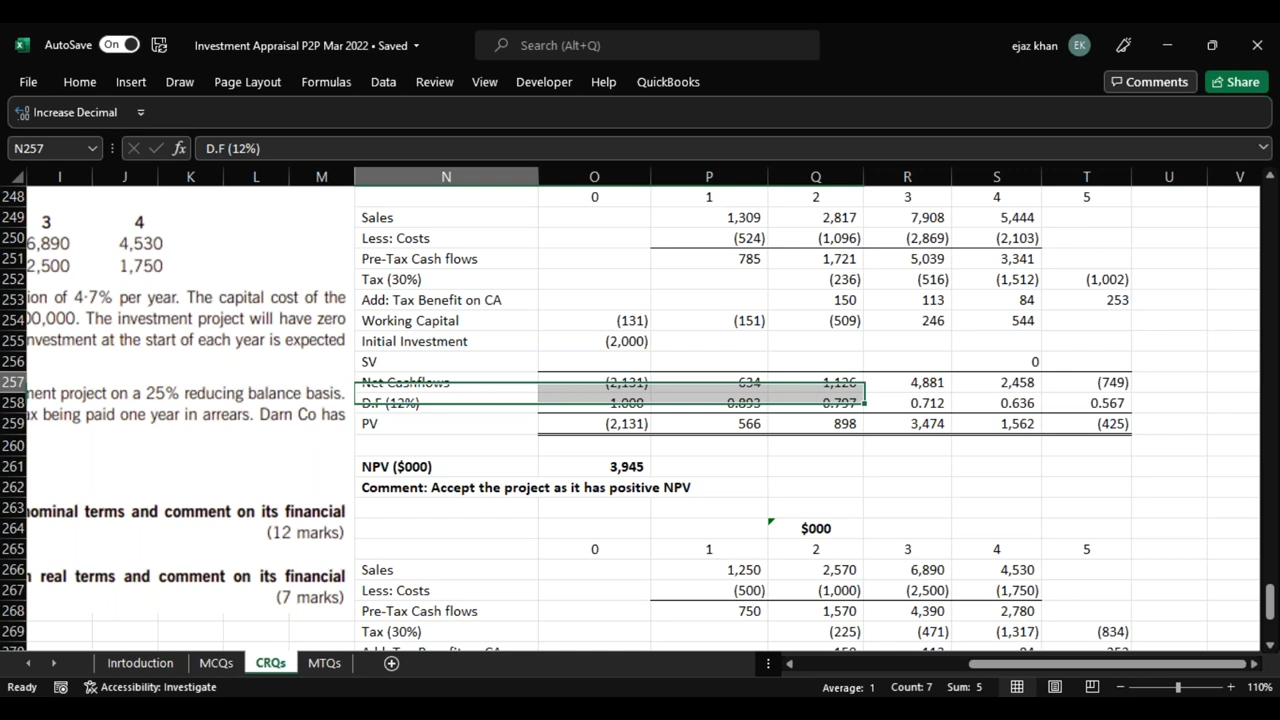 AutoSave On Investment Appraisal P2P Mar 2022 • Saved Search (Alt+Q) ejaz khan EK
File Home Insert Draw Page Layout Formulas Data Review View Developer Help QuickBooks Comments Share
Increase Decimal
N257 fx D.F (12%)
I J K L M N O P Q R S T U V
248 0 1 2 3 4 5
249 3 4 Sales 1,309 2,817 7,908 5,444
250 6,890 4,530 Less: Costs (524) (1,096) (2,869) (2,103)
251 2,500 1,750 Pre-Tax Cash flows 785 1,721 5,039 3,341
252 Tax (30%) (236) (516) (1,512) (1,002)
253 ion of 4·7% per year. The capital cost of the Add: Tax Benefit on CA 150 113 84 253
254 00,000. The investment project will have zero Working Capital (131) (151) (509) 246 544
255 nvestment at the start of each year is expected Initial Investment (2,000)
256 SV 0
257 Net Cashflows (2,131) 634 1,126 4,881 2,458 (749)
258 ment project on a 25% reducing balance basis. D.F (12%) 1.000 0.893 0.797 0.712 0.636 0.567
259 x being paid one year in arrears. Darn Co has PV (2,131) 566 898 3,474 1,562 (425)
260
261 NPV ($000) 3,945
262 Comment: Accept the project as it has positive NPV
263 nominal terms and comment on its financial
264 (12 marks) $000
265 0 1 2 3 4 5
266 n real terms and comment on its financial Sales 1,250 2,570 6,890 4,530
267 (7 marks) Less: Costs (500) (1,000) (2,500) (1,750)
268 Pre-Tax Cash flows 750 1,570 4,390 2,780
269 Tax (30%) (225) (471) (1,317) (834)
Inrtoduction MCQs CRQs MTQs
Ready Accessibility: Investigate Average: 1 Count: 7 Sum: 5 110%